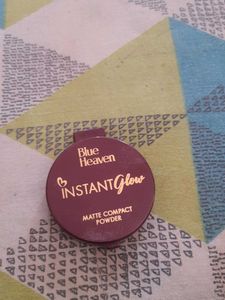 Blue
Heaven
INSTANT Glow
MATTE COMPACT
POWDER